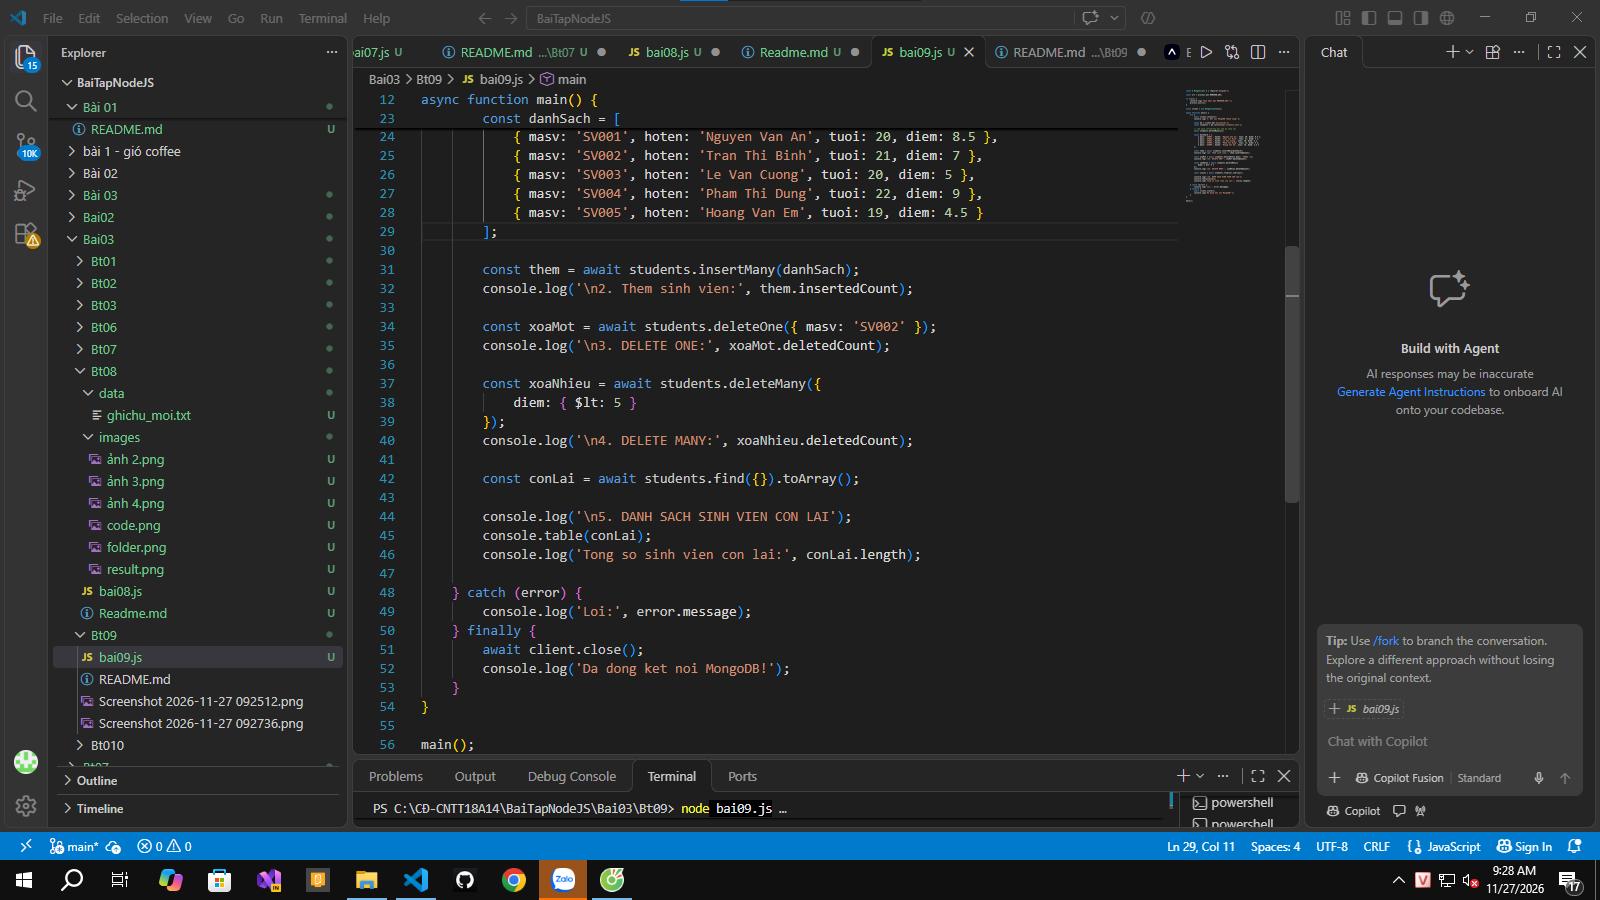 File Edit Selection View Go Run Terminal Help
BaiTapNodeJS
Explorer
BaiTapNodeJS
Bài 01
README.md U
bài 1 - gió coffee
Bài 02
Bài 03
Bai02
Bai03
Bt01
Bt02
Bt03
Bt06
Bt07
Bt08
data
ghichu_moi.txt U
images
ảnh 2.png U
ảnh 3.png U
ảnh 4.png U
code.png U
folder.png U
result.png U
JS bai08.js U
Readme.md U
Bt09
JS bai09.js U
README.md
Screenshot 2026-11-27 092512.png
Screenshot 2026-11-27 092736.png
Bt010
Outline
Timeline
15
10K
ai07.js U
README.md ...\Bt07 U
JS bai08.js U
Readme.md U
JS bai09.js U
README.md ...\Bt09
Bai03 > Bt09 > JS bai09.js > main
12 async function main() {
23 const danhSach = [
24 { masv: 'SV001', hoten: 'Nguyen Van An', tuoi: 20, diem: 8.5 },
25 { masv: 'SV002', hoten: 'Tran Thi Binh', tuoi: 21, diem: 7 },
26 { masv: 'SV003', hoten: 'Le Van Cuong', tuoi: 20, diem: 5 },
27 { masv: 'SV004', hoten: 'Pham Thi Dung', tuoi: 22, diem: 9 },
28 { masv: 'SV005', hoten: 'Hoang Van Em', tuoi: 19, diem: 4.5 }
29 ];
30
31 const them = await students.insertMany(danhSach);
32 console.log('\n2. Them sinh vien:', them.insertedCount);
33
34 const xoaMot = await students.deleteOne({ masv: 'SV002' });
35 console.log('\n3. DELETE ONE:', xoaMot.deletedCount);
36
37 const xoaNhieu = await students.deleteMany({
38 diem: { $lt: 5 }
39 });
40 console.log('\n4. DELETE MANY:', xoaNhieu.deletedCount);
41
42 const conLai = await students.find({}).toArray();
43
44 console.log('\n5. DANH SACH SINH VIEN CON LAI');
45 console.table(conLai);
46 console.log('Tong so sinh vien con lai:', conLai.length);
47
48 } catch (error) {
49 console.log('Loi:', error.message);
50 } finally {
51 await client.close();
52 console.log('Da dong ket noi MongoDB!');
53 }
54 }
55
56 main();
Problems Output Debug Console Terminal Ports
PS C:\CĐ-CNTT18A14\BaiTapNodeJS\Bai03\Bt09> node bai09.js …
powershell
powershell
Chat
Build with Agent
AI responses may be inaccurate
Generate Agent Instructions to onboard AI
onto your codebase.
Tip: Use /fork to branch the conversation.
Explore a different approach without losing
the original context.
JS bai09.js
Chat with Copilot
Copilot Fusion Standard
Copilot
main* 0 0
Ln 29, Col 11 Spaces: 4 UTF-8 CRLF {} JavaScript Sign In
Zalo
9:28 AM
11/27/2026
17